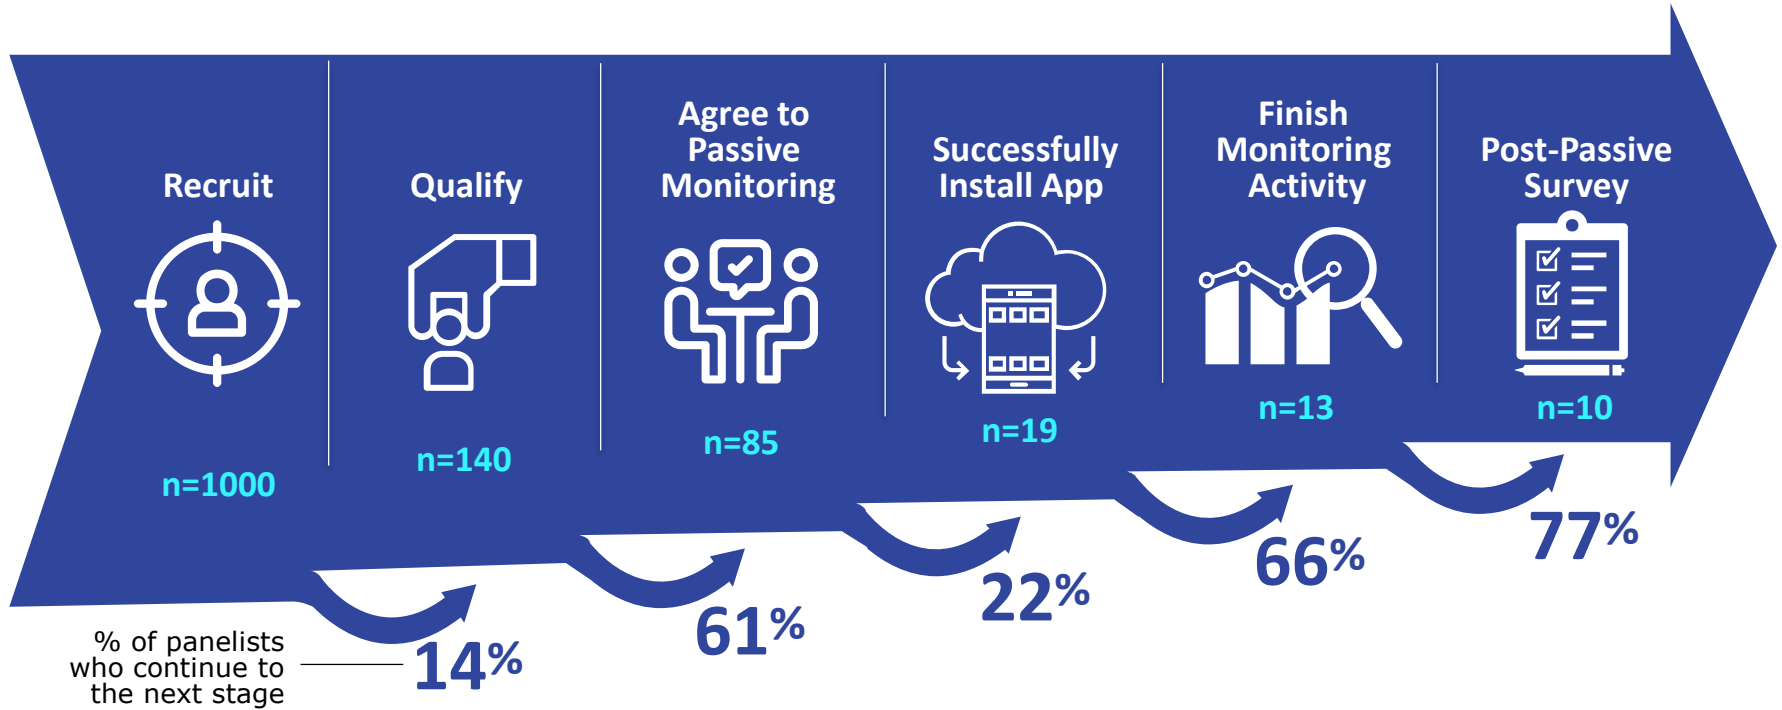 Recruit
n=1000
Qualify
n=140
Agree to
Passive
Monitoring
n=85
Successfully
Install App
n=19
Finish
Monitoring
Activity
n=13
Post-Passive
Survey
n=10
% of panelists
who continue to
the next stage
14%
61%
22%
66%
77%